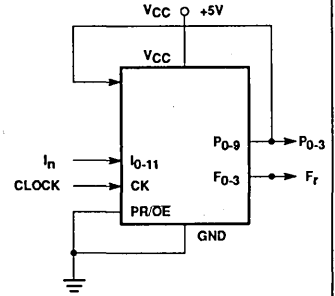 VCC +5V
VCC
P0-9 P0-3
In I0-11
F0-3 Fr
CLOCK CK
PR/OE
GND